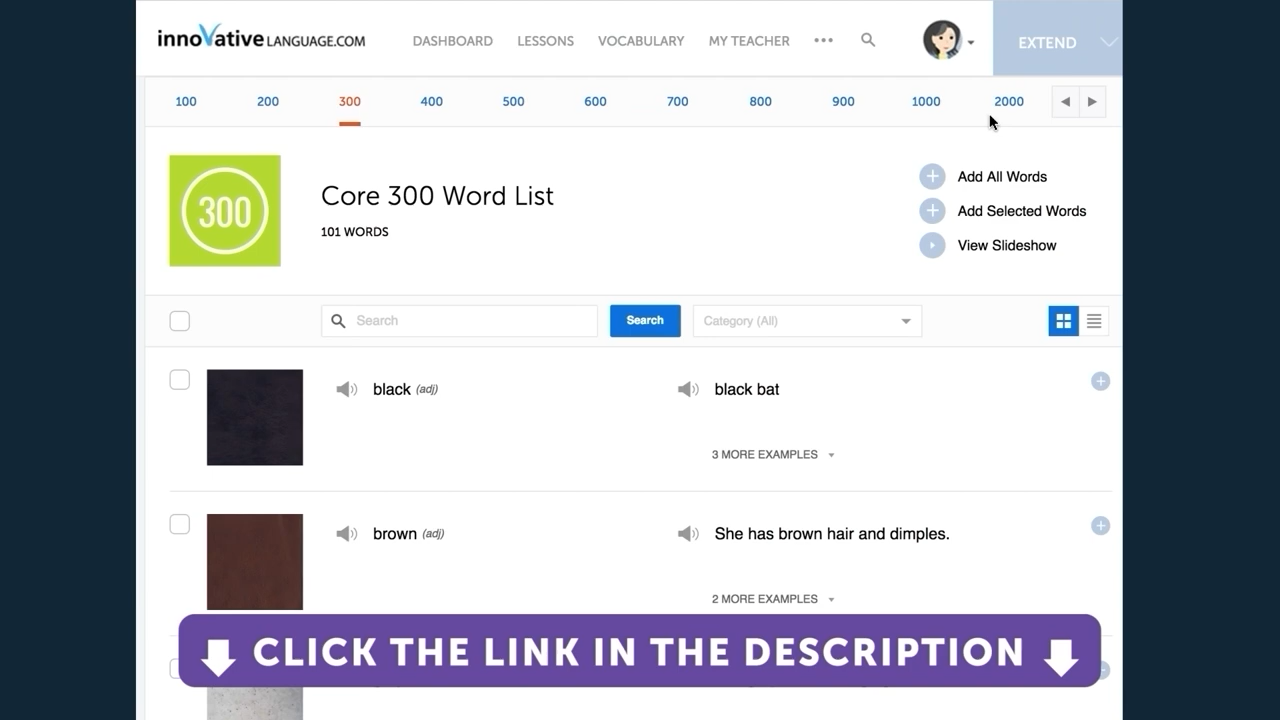 innoVative LANGUAGE.COM DASHBOARD LESSONS VOCABULARY MY TEACHER EXTEND
100 200 300 400 500 600 700 800 900 1000 2000
300
Core 300 Word List
101 WORDS
Add All Words
Add Selected Words
View Slideshow
Search Search Category (All)
black (adj) black bat
3 MORE EXAMPLES
brown (adj) She has brown hair and dimples.
2 MORE EXAMPLES
CLICK THE LINK IN THE DESCRIPTION